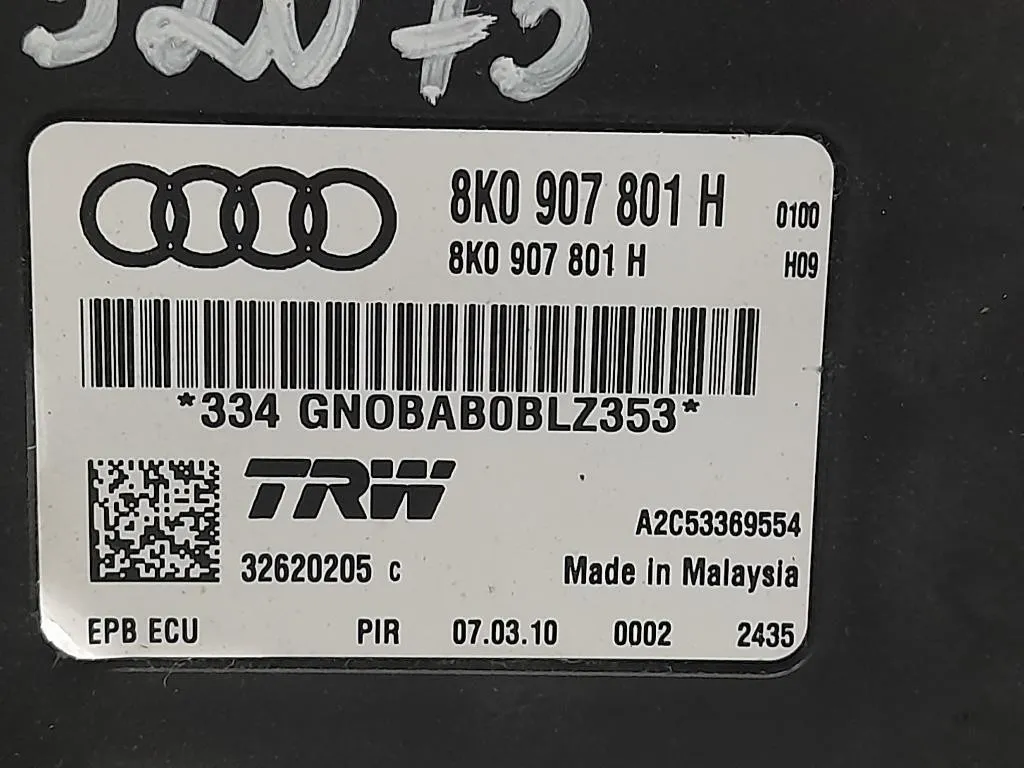 8K0 907 801 H 0100
8K0 907 801 H H09
*334 GNOBAB0BLZ353*
TRW
A2C53369554
32620205 c Made in Malaysia
EPB ECU PIR 07.03.10 0002 2435